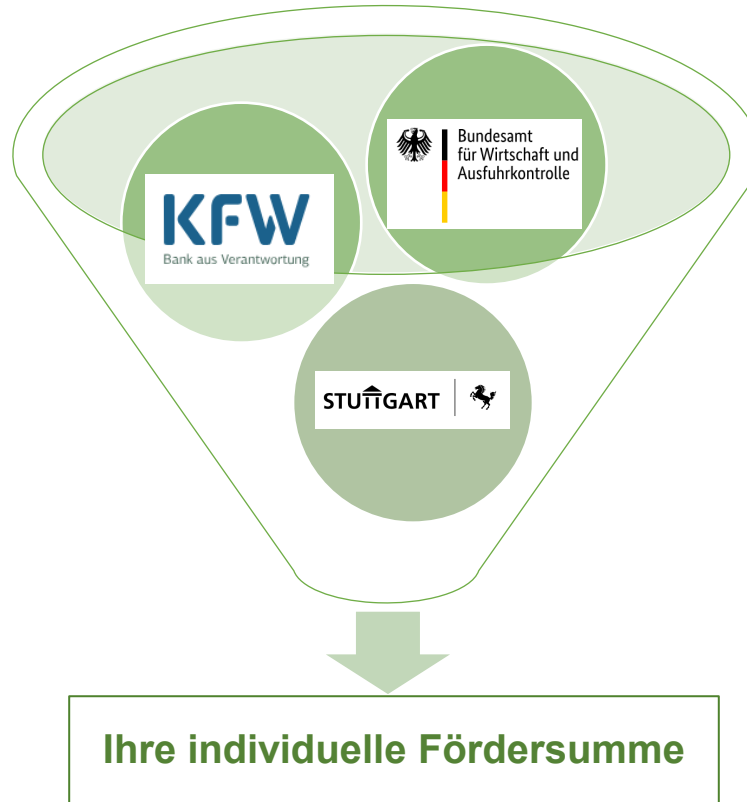 Bundesamt
für Wirtschaft und
Ausfuhrkontrolle
KFW
Bank aus Verantwortung
STUTTGART
Ihre individuelle Fördersumme